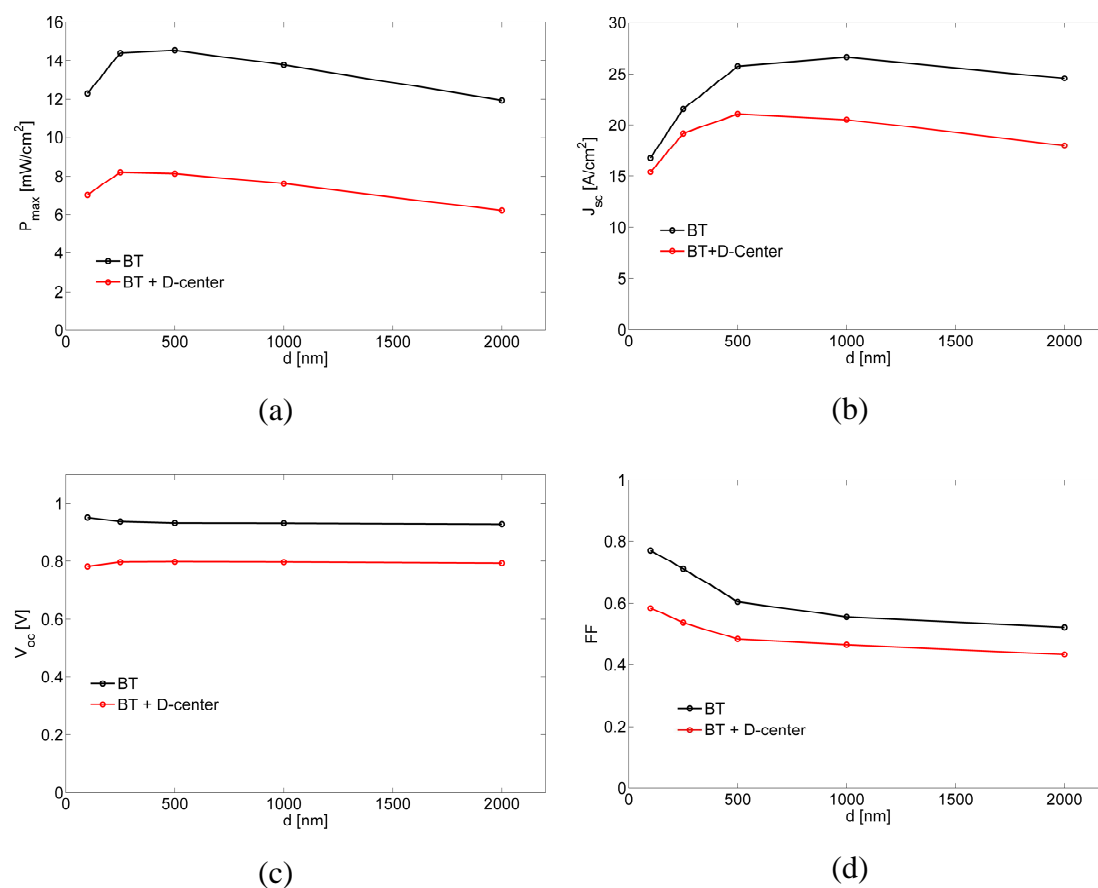 16
14
12
10
8
6
4
2
0
P_max [mW/cm²]
BT
BT + D-center
0 500 1000 1500 2000
d [nm]
(a)
30
25
20
15
10
5
0
J_sc [A/cm²]
BT
BT+D-Center
0 500 1000 1500 2000
d [nm]
(b)
1
0.8
0.6
0.4
0.2
0
V_oc [V]
BT
BT + D-center
0 500 1000 1500 2000
d [nm]
(c)
1
0.8
0.6
0.4
0.2
0
FF
BT
BT + D-center
0 500 1000 1500 2000
d [nm]
(d)